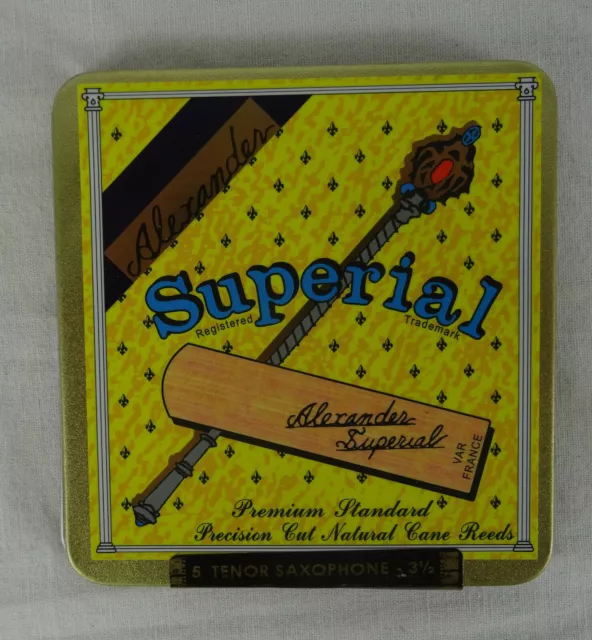 Alexander
Superial
Registered Trademark
Alexander
Superial
VAR
FRANCE
Premium Standard
Precision Cut Natural Cane Reeds
5 TENOR SAXOPHONE - 3½